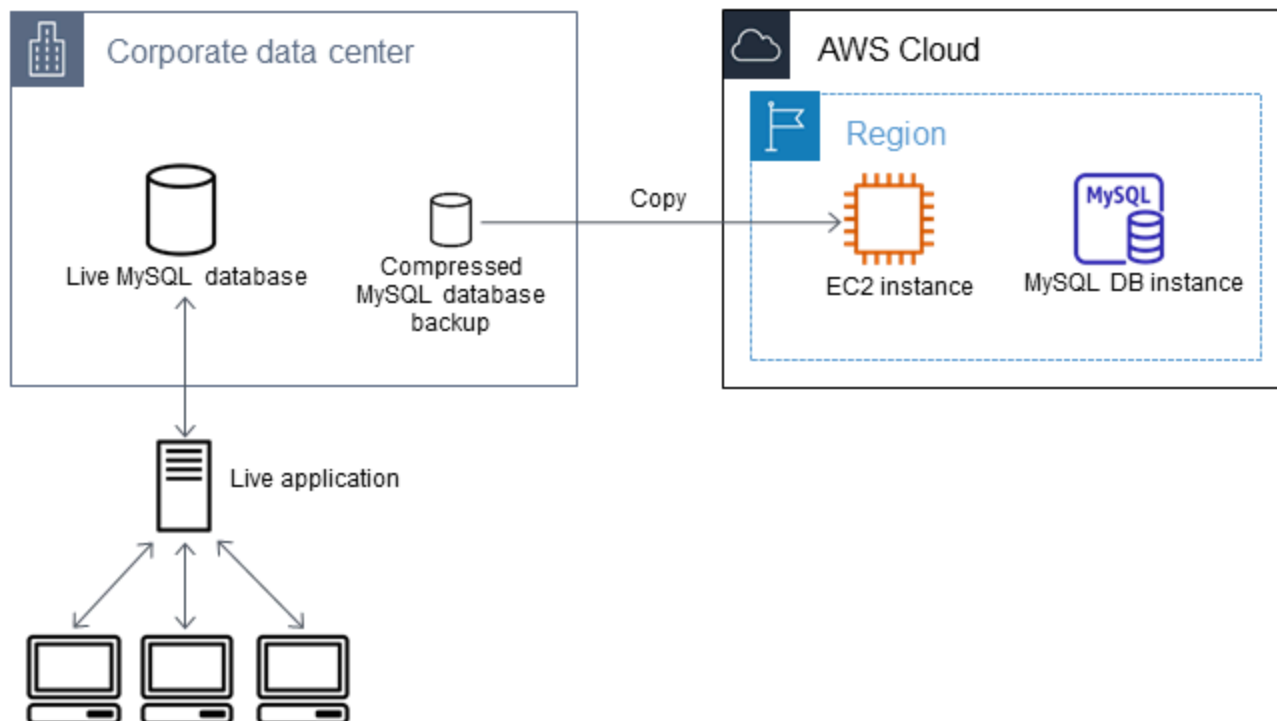 Corporate data center
AWS Cloud
Region
Copy
MySQL
Live MySQL database
Compressed
MySQL database
backup
EC2 instance
MySQL DB instance
Live application